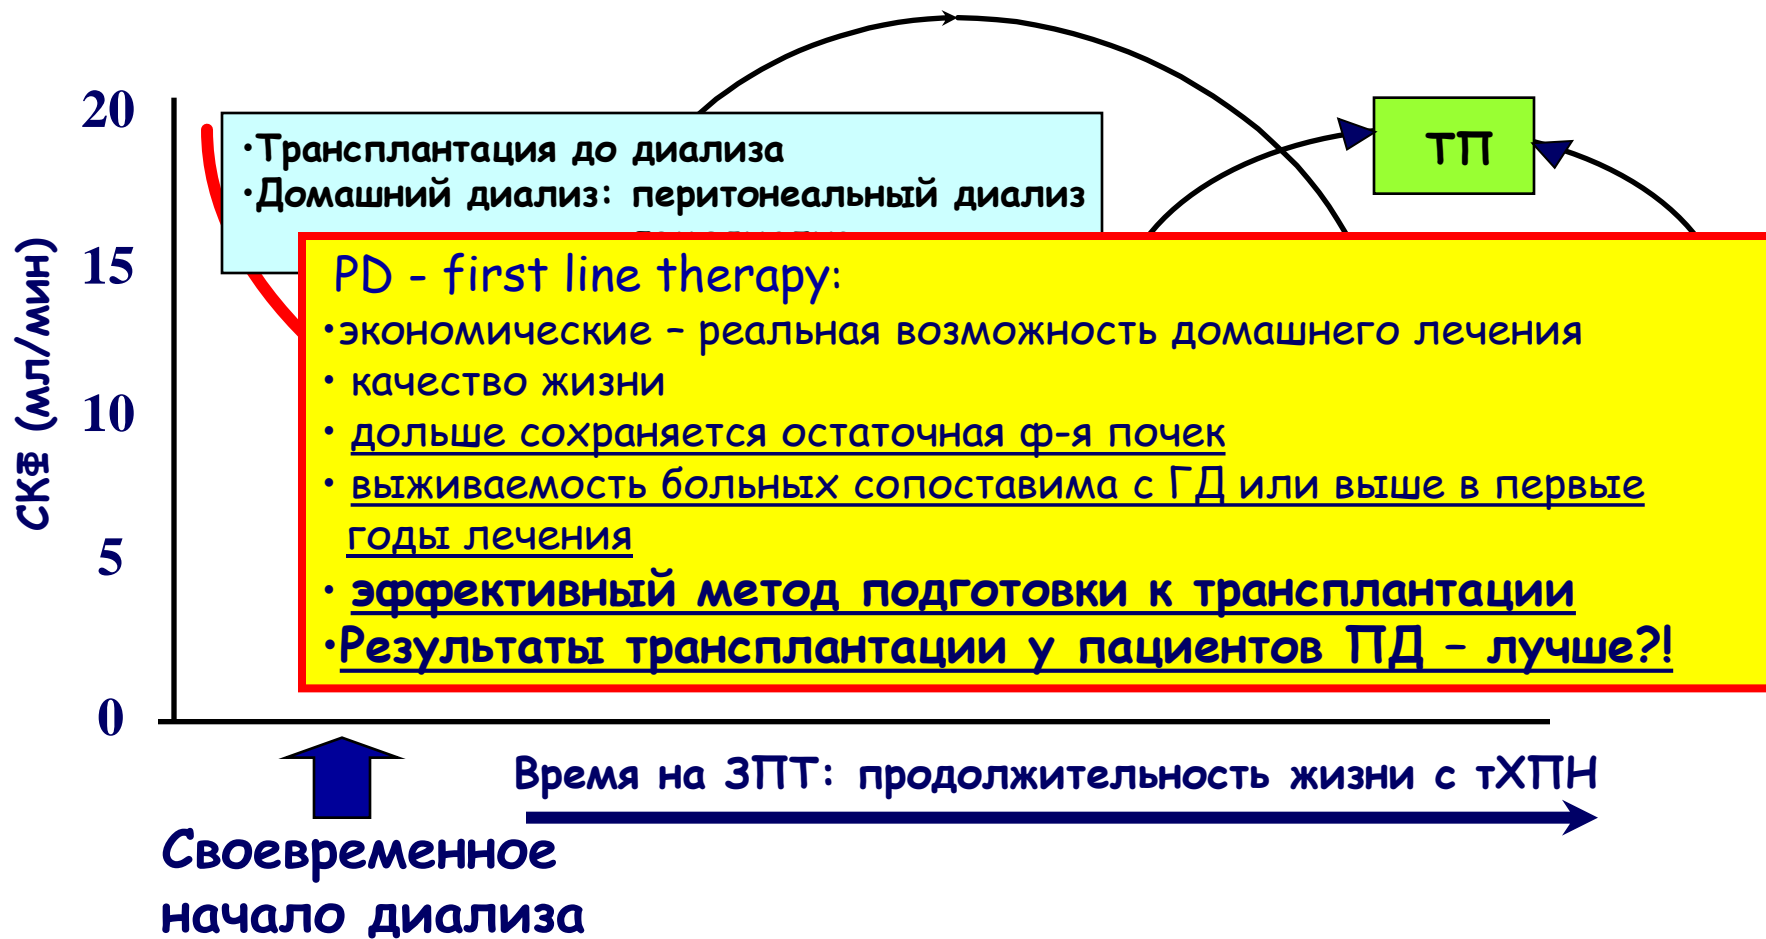 20
•Трансплантация до диализа
•Домашний диализ: перитонеальный диализ
ТП
15
10
5
0
СКФ (мл/мин)
PD - first line therapy:
•экономические – реальная возможность домашнего лечения
• качество жизни
• дольше сохраняется остаточная ф-я почек
• выживаемость больных сопоставима с ГД или выше в первые
годы лечения
• эффективный метод подготовки к трансплантации
•Результаты трансплантации у пациентов ПД – лучше?!
Время на ЗПТ: продолжительность жизни с тХПН
Своевременное
начало диализа